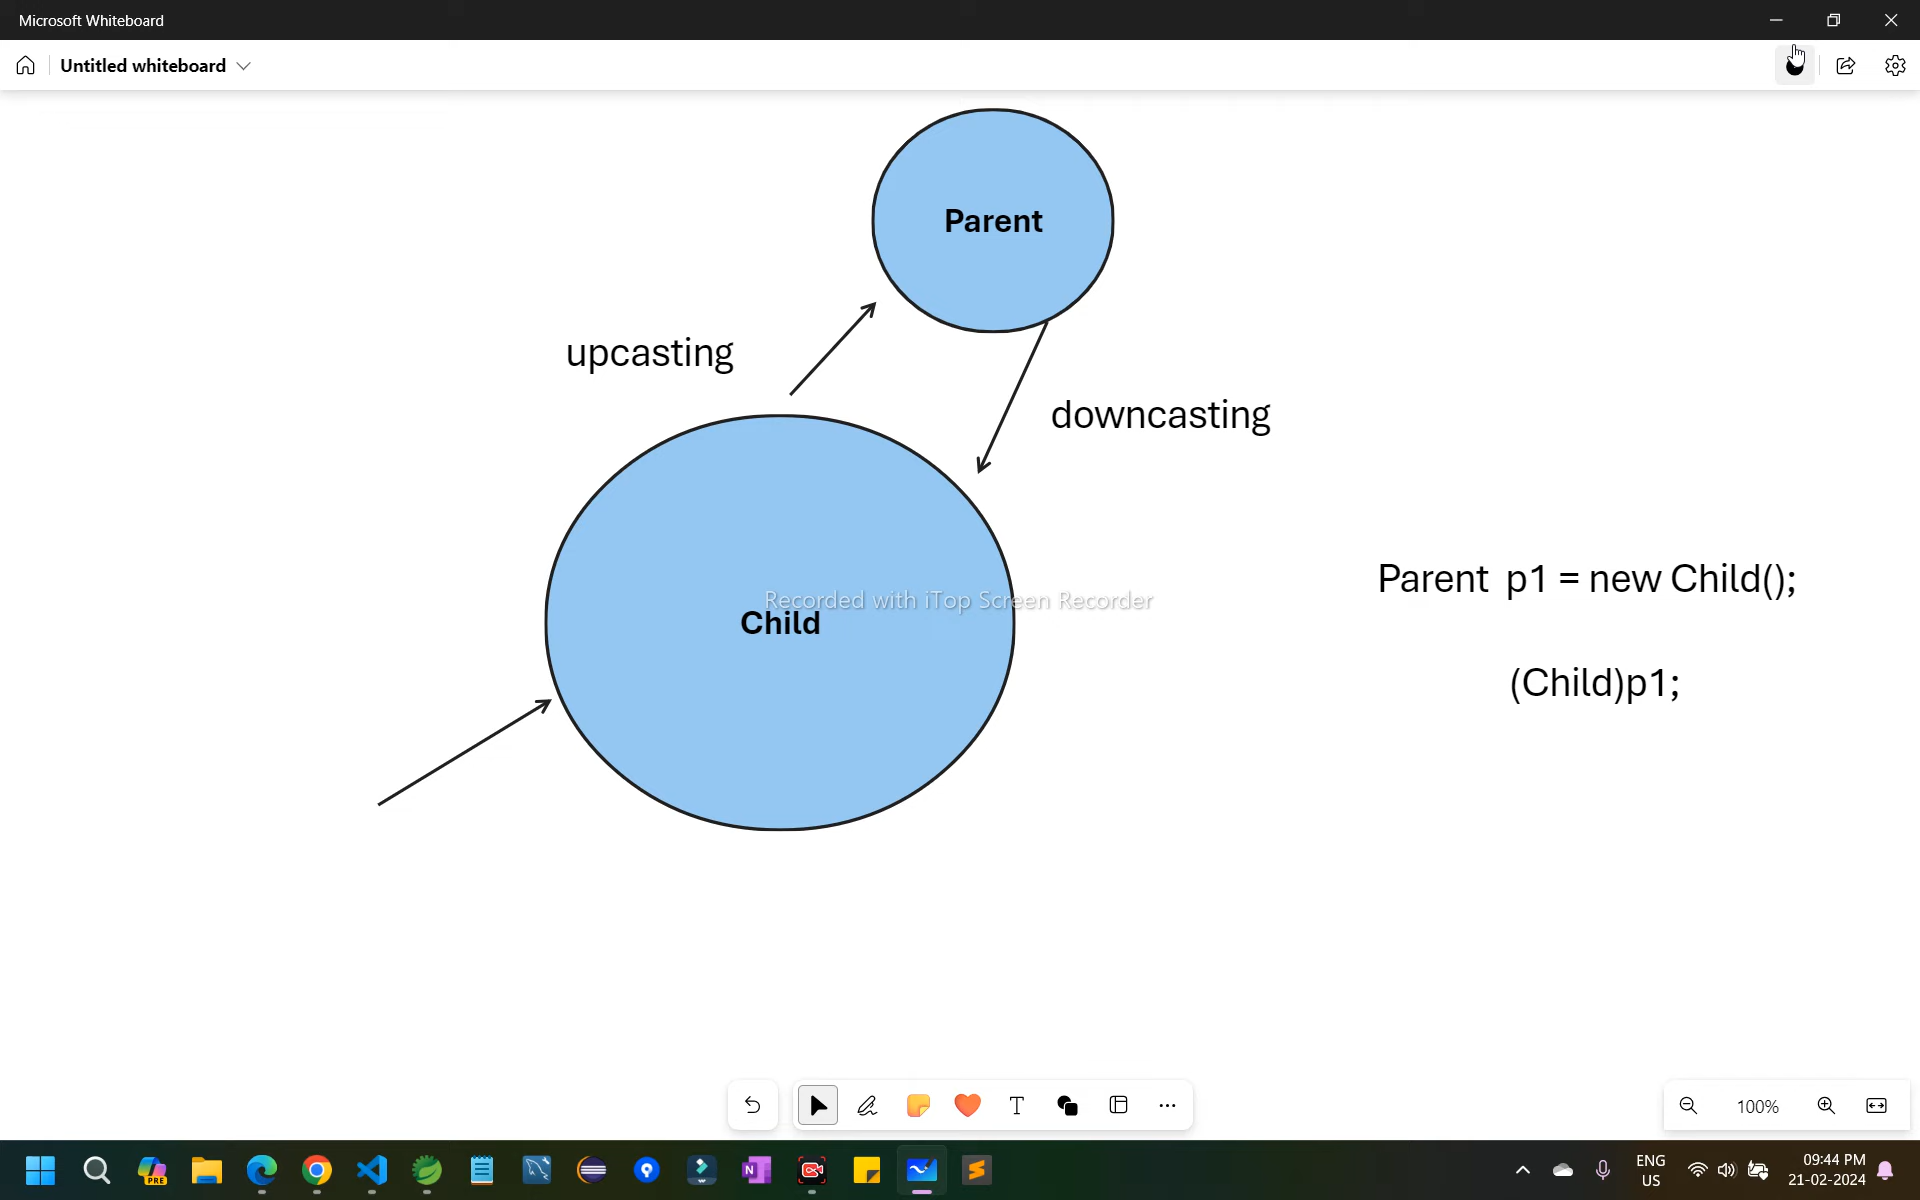 Microsoft Whiteboard
Untitled whiteboard
Parent
upcasting
downcasting
Parent p1 = new Child();
Recorded with iTop Screen Recorder
Child
(Child)p1;
100%
PRE
N
ENG
US
09:44 PM
21-02-2024